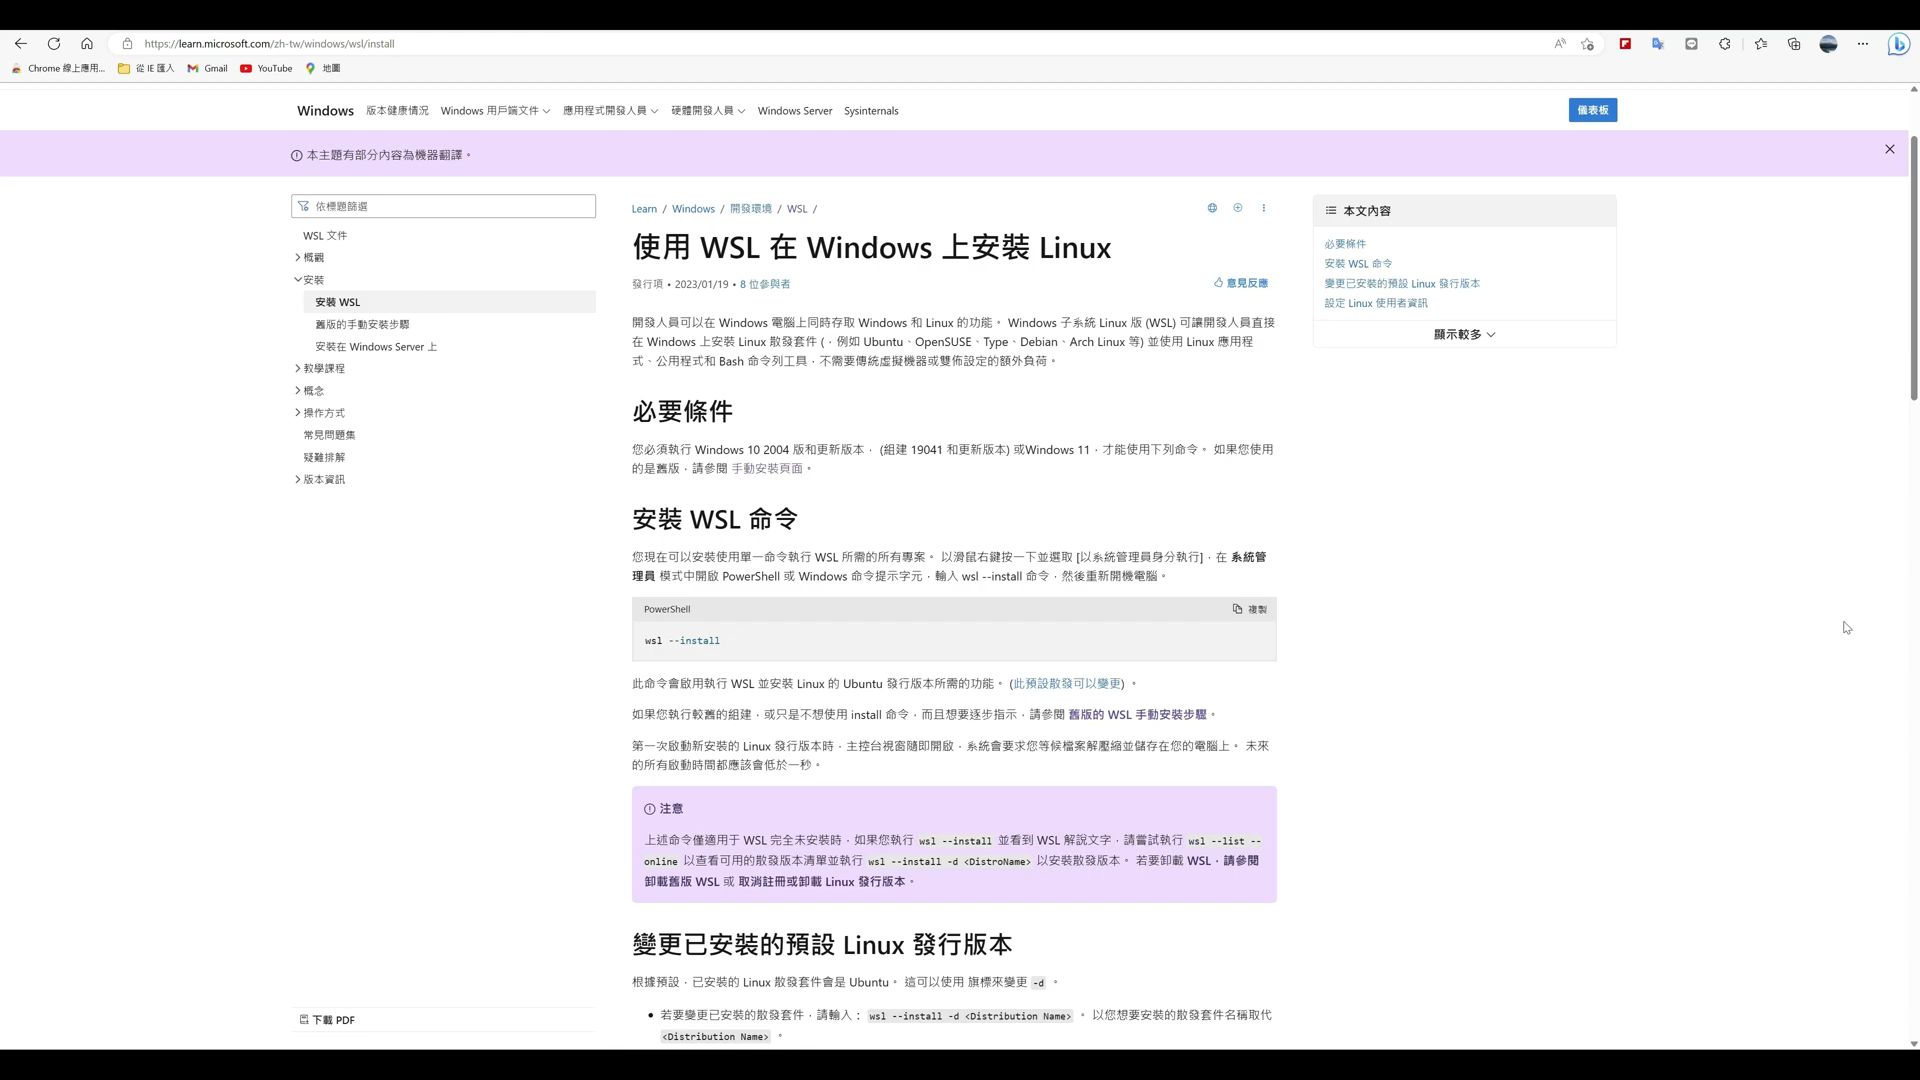 https://learn.microsoft.com/zh-tw/windows/wsl/install
Chrome 線上應用... 從 IE 匯入 Gmail YouTube 地圖
Windows 版本健康情況 Windows 用戶端文件 應用程式開發人員 硬體開發人員 Windows Server Sysinternals 儀表板
本主題有部分內容為機器翻譯。
依標題篩選
WSL 文件
概觀
安裝
安裝 WSL
舊版的手動安裝步驟
安裝在 Windows Server 上
教學課程
概念
操作方式
常見問題集
疑難排解
版本資訊
下載 PDF
Learn / Windows / 開發環境 / WSL /
使用 WSL 在 Windows 上安裝 Linux
發行項 • 2023/01/19 • 8 位參與者
意見反應
開發人員可以在 Windows 電腦上同時存取 Windows 和 Linux 的功能。 Windows 子系統 Linux 版 (WSL) 可讓開發人員直接
在 Windows 上安裝 Linux 散發套件 (，例如 Ubuntu、OpenSUSE、Type、Debian、Arch Linux 等) 並使用 Linux 應用程
式、公用程式和 Bash 命令列工具，不需要傳統虛擬機器或雙佈設定的額外負荷。
必要條件
您必須執行 Windows 10 2004 版和更新版本， (組建 19041 和更新版本) 或Windows 11，才能使用下列命令。 如果您使用
的是舊版，請參閱 手動安裝頁面。
安裝 WSL 命令
您現在可以安裝使用單一命令執行 WSL 所需的所有專案。 以滑鼠右鍵按一下並選取 [以系統管理員身分執行]，在 系統管
理員 模式中開啟 PowerShell 或 Windows 命令提示字元，輸入 wsl --install 命令，然後重新開機電腦。
PowerShell 複製
wsl --install
此命令會啟用執行 WSL 並安裝 Linux 的 Ubuntu 發行版本所需的功能。 (此預設散發可以變更) 。
如果您執行較舊的組建，或只是不想使用 install 命令，而且想要逐步指示，請參閱 舊版的 WSL 手動安裝步驟。
第一次啟動新安裝的 Linux 發行版本時，主控台視窗隨即開啟，系統會要求您等候檔案解壓縮並儲存在您的電腦上。 未來
的所有啟動時間都應該會低於一秒。
注意
上述命令僅適用于 WSL 完全未安裝時，如果您執行 wsl --install 並看到 WSL 解說文字，請嘗試執行 wsl --list --
online 以查看可用的散發版本清單並執行 wsl --install -d <DistroName> 以安裝散發版本。 若要卸載 WSL，請參閱
卸載舊版 WSL 或 取消註冊或卸載 Linux 發行版本。
變更已安裝的預設 Linux 發行版本
根據預設，已安裝的 Linux 散發套件會是 Ubuntu。 這可以使用 旗標來變更 -d 。
• 若要變更已安裝的散發套件，請輸入： wsl --install -d <Distribution Name> 。 以您想要安裝的散發套件名稱取代
<Distribution Name> 。
本文內容
必要條件
安裝 WSL 命令
變更已安裝的預設 Linux 發行版本
設定 Linux 使用者資訊
顯示較多